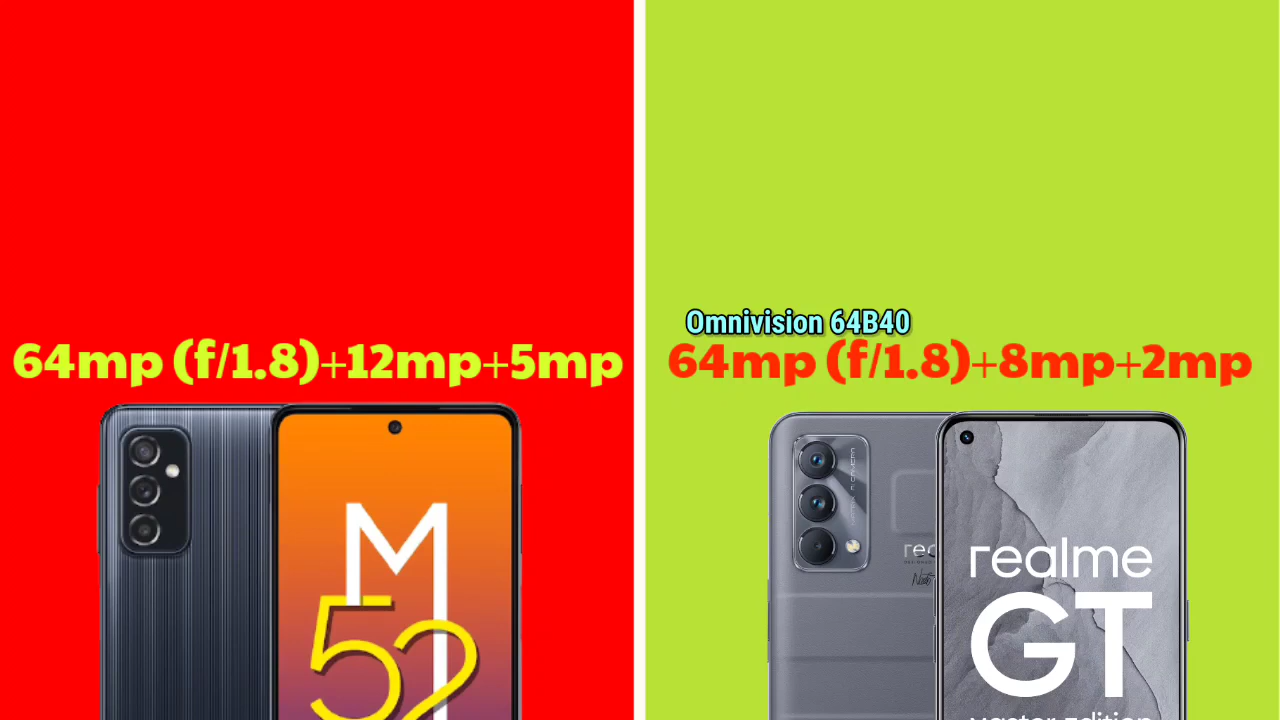 64mp (f/1.8)+12mp+5mp
M
52
Omnivision 64B40
64mp (f/1.8)+8mp+2mp
realme
GT